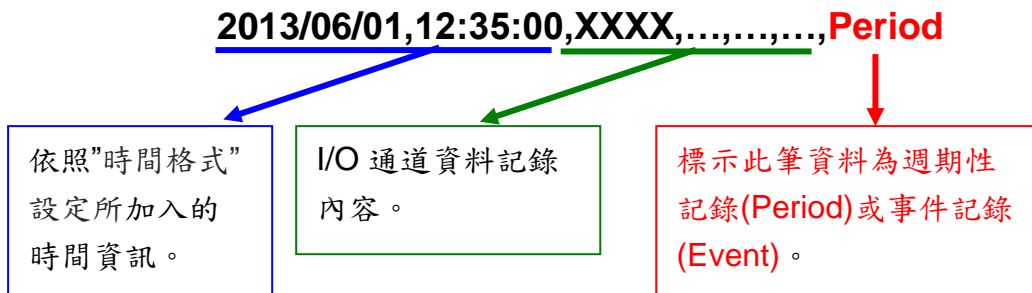 2013/06/01,12:35:00,XXXX,…,…,…,Period
依照”時間格式”
設定所加入的
時間資訊。
I/O 通道資料記錄
內容。
標示此筆資料為週期性
記錄(Period)或事件記錄
(Event)。